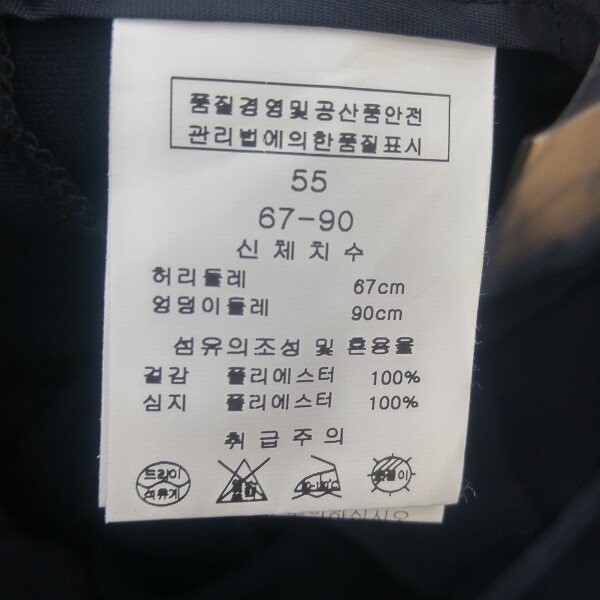 품질경영및공산품안전
관리법에의한품질표시
55
67-90
신체치수
허리둘레 67cm
엉덩이둘레 90cm
섬유의조성 및 혼용율
겉감 폴리에스터 100%
심지 폴리에스터 100%
취급주의
드라이
석유계